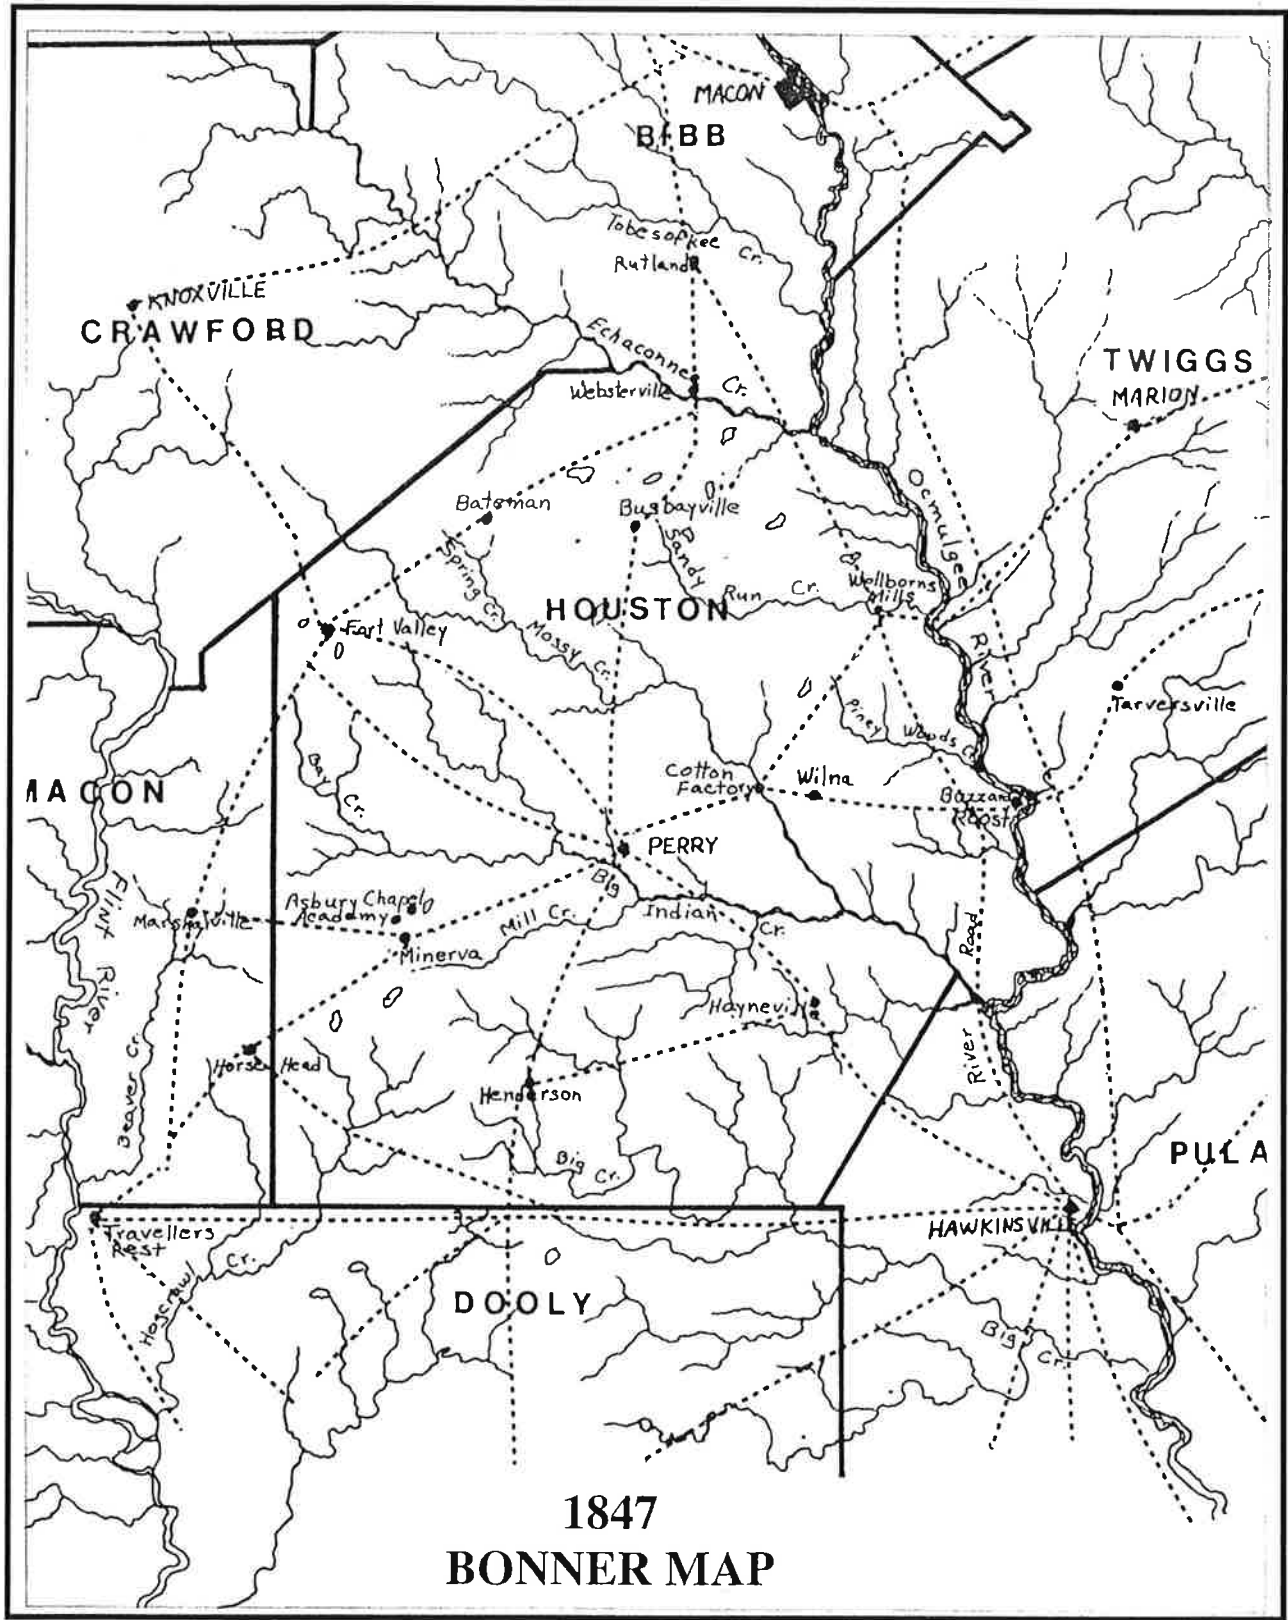 MACON
BIBB
Tobesofkee Cr.
Rutland
KNOXVILLE
CRAWFORD
Echaconne Cr.
TWIGGS
MARION
Websterville
Ocmulgee River
Bateman
Busbayville
Spring Cr.
Sandy Run Cr.
Wellborns
Mills
HOUSTON
Fort Valley
Mossy Cr.
Tarversville
Piney Woods Cr.
Bay Cr.
MACON
Cotton
Factory
Wilna
Buzzard
Roost
PERRY
Flint River
Marshalville
Asbury Chapel
Academy
Big Indian Cr.
Mill Cr.
Minerva
River Road
Hayneville
Beaver Cr.
Horse Head
Henderson
Big Cr.
PULA
Travellers
Rest
HAWKINSVILLE
Hogcrawl Cr.
DOOLY
Big Cr.
1847
BONNER MAP